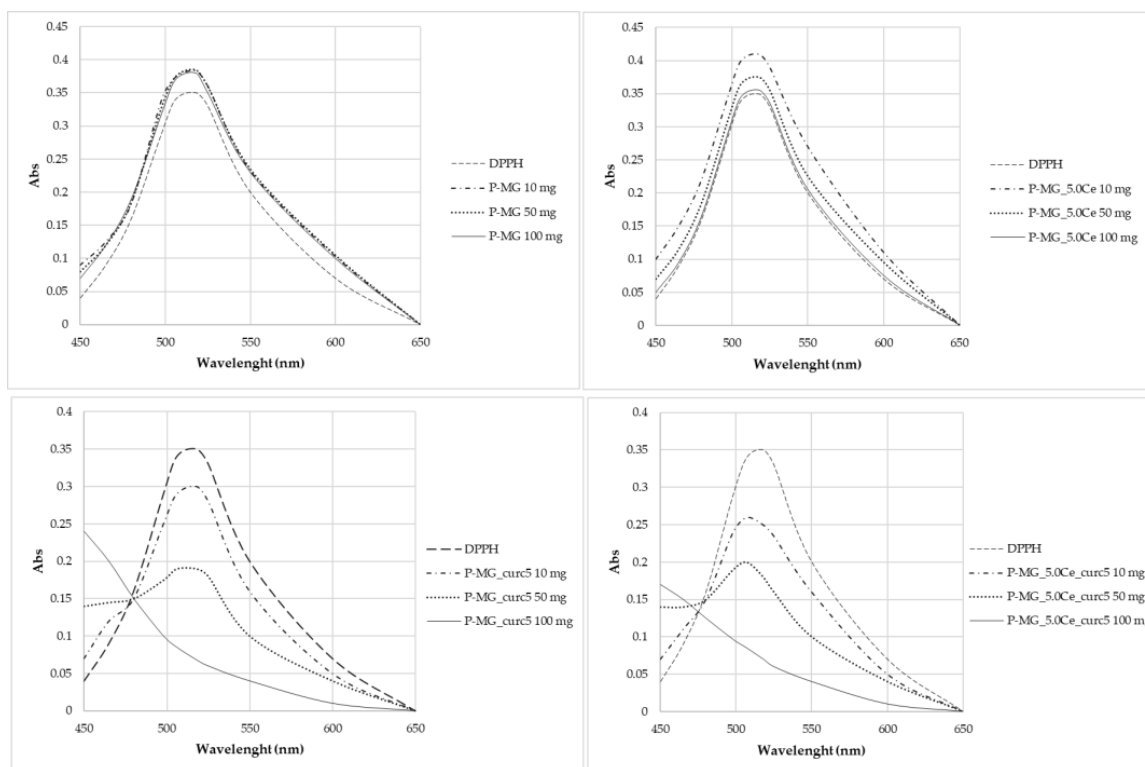 0.45
0.4
0.35
0.3
0.25
0.2
0.15
0.1
0.05
0
Abs
450 500 550 600 650
Wavelenght (nm)
DPPH
P-MG 10 mg
P-MG 50 mg
P-MG 100 mg
0.45
0.4
0.35
0.3
0.25
0.2
0.15
0.1
0.05
0
Abs
450 500 550 600 650
Wavelenght (nm)
DPPH
P-MG_5.0Ce 10 mg
P-MG_5.0Ce 50 mg
P-MG_5.0Ce 100 mg
0.4
0.35
0.3
0.25
0.2
0.15
0.1
0.05
0
Abs
450 500 550 600 650
Wavelenght (nm)
DPPH
P-MG_curc5 10 mg
P-MG_curc5 50 mg
P-MG_curc5 100 mg
0.4
0.35
0.3
0.25
0.2
0.15
0.1
0.05
0
Abs
450 500 550 600 650
Wavelenght (nm)
DPPH
P-MG_5.0Ce_curc5 10 mg
P-MG_5.0Ce_curc5 50 mg
P-MG_5.0Ce_curc5 100 m